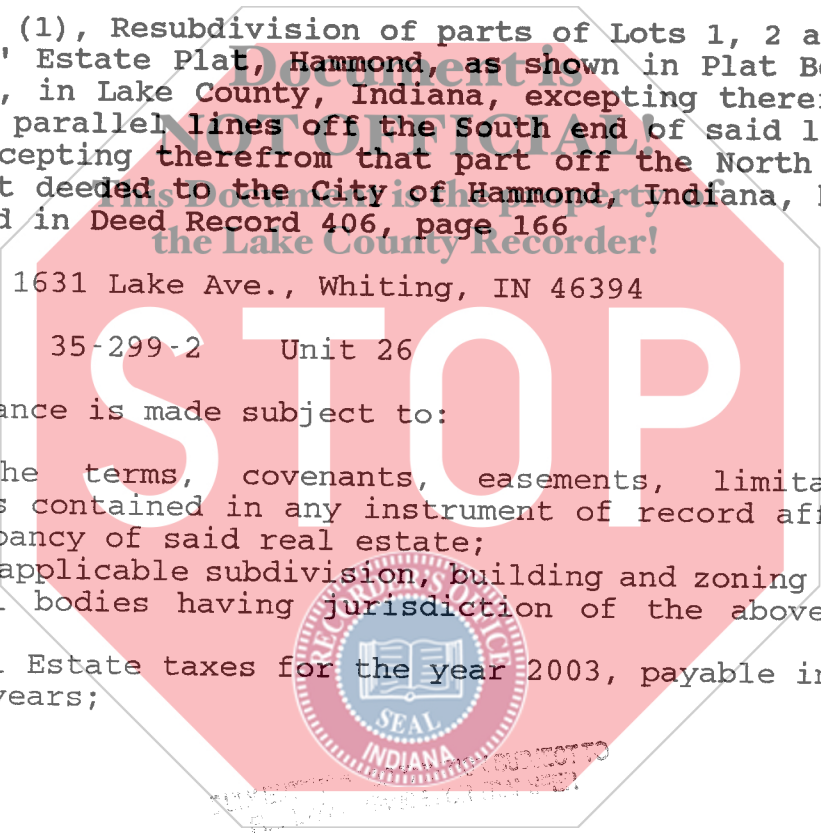 (1), Resubdivision of parts of Lots 1, 2 a
' Estate Plat, Hammond, as shown in Plat B
, in Lake County, Indiana, excepting theref
parallel lines off the South end of said l
cepting therefrom that part off the North
t deeded to the City of Hammond, Indiana,
d in Deed Record 406, page 166
1631 Lake Ave., Whiting, IN 46394
35-299-2 Unit 26
ance is made subject to:
he terms, covenants, easements, limita
s contained in any instrument of record aff
pancy of said real estate;
applicable subdivision, building and zoning
l bodies having jurisdiction of the above
l Estate taxes for the year 2003, payable in
years;
Document is
NOT OFFICIAL!
This Document is the property of
the Lake County Recorder!
STOP
RECORDER'S OFFICE
SEAL
INDIANA
SUBJECT TO